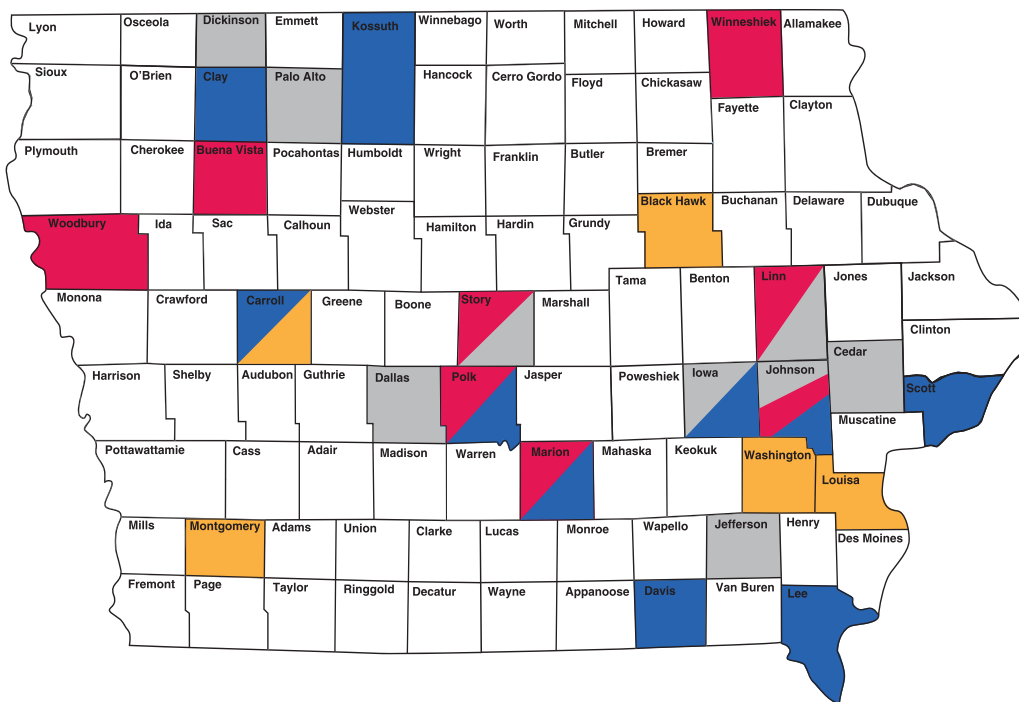 Lyon
Osceola
Dickinson
Emmett
Kossuth
Winnebago
Worth
Mitchell
Howard
Winneshiek
Allamakee
Sioux
O'Brien
Clay
Palo Alto
Hancock
Cerro Gordo
Floyd
Chickasaw
Fayette
Clayton
Plymouth
Cherokee
Buena Vista
Pocahontas
Humboldt
Wright
Franklin
Butler
Bremer
Woodbury
Ida
Sac
Calhoun
Webster
Hamilton
Hardin
Grundy
Black Hawk
Buchanan
Delaware
Dubuque
Monona
Crawford
Carroll
Greene
Boone
Story
Marshall
Tama
Benton
Linn
Jones
Jackson
Clinton
Harrison
Shelby
Audubon
Guthrie
Dallas
Polk
Jasper
Poweshiek
Iowa
Johnson
Cedar
Scott
Muscatine
Pottawattamie
Cass
Adair
Madison
Warren
Marion
Mahaska
Keokuk
Washington
Louisa
Mills
Montgomery
Adams
Union
Clarke
Lucas
Monroe
Wapello
Jefferson
Henry
Des Moines
Fremont
Page
Taylor
Ringgold
Decatur
Wayne
Appanoose
Davis
Van Buren
Lee